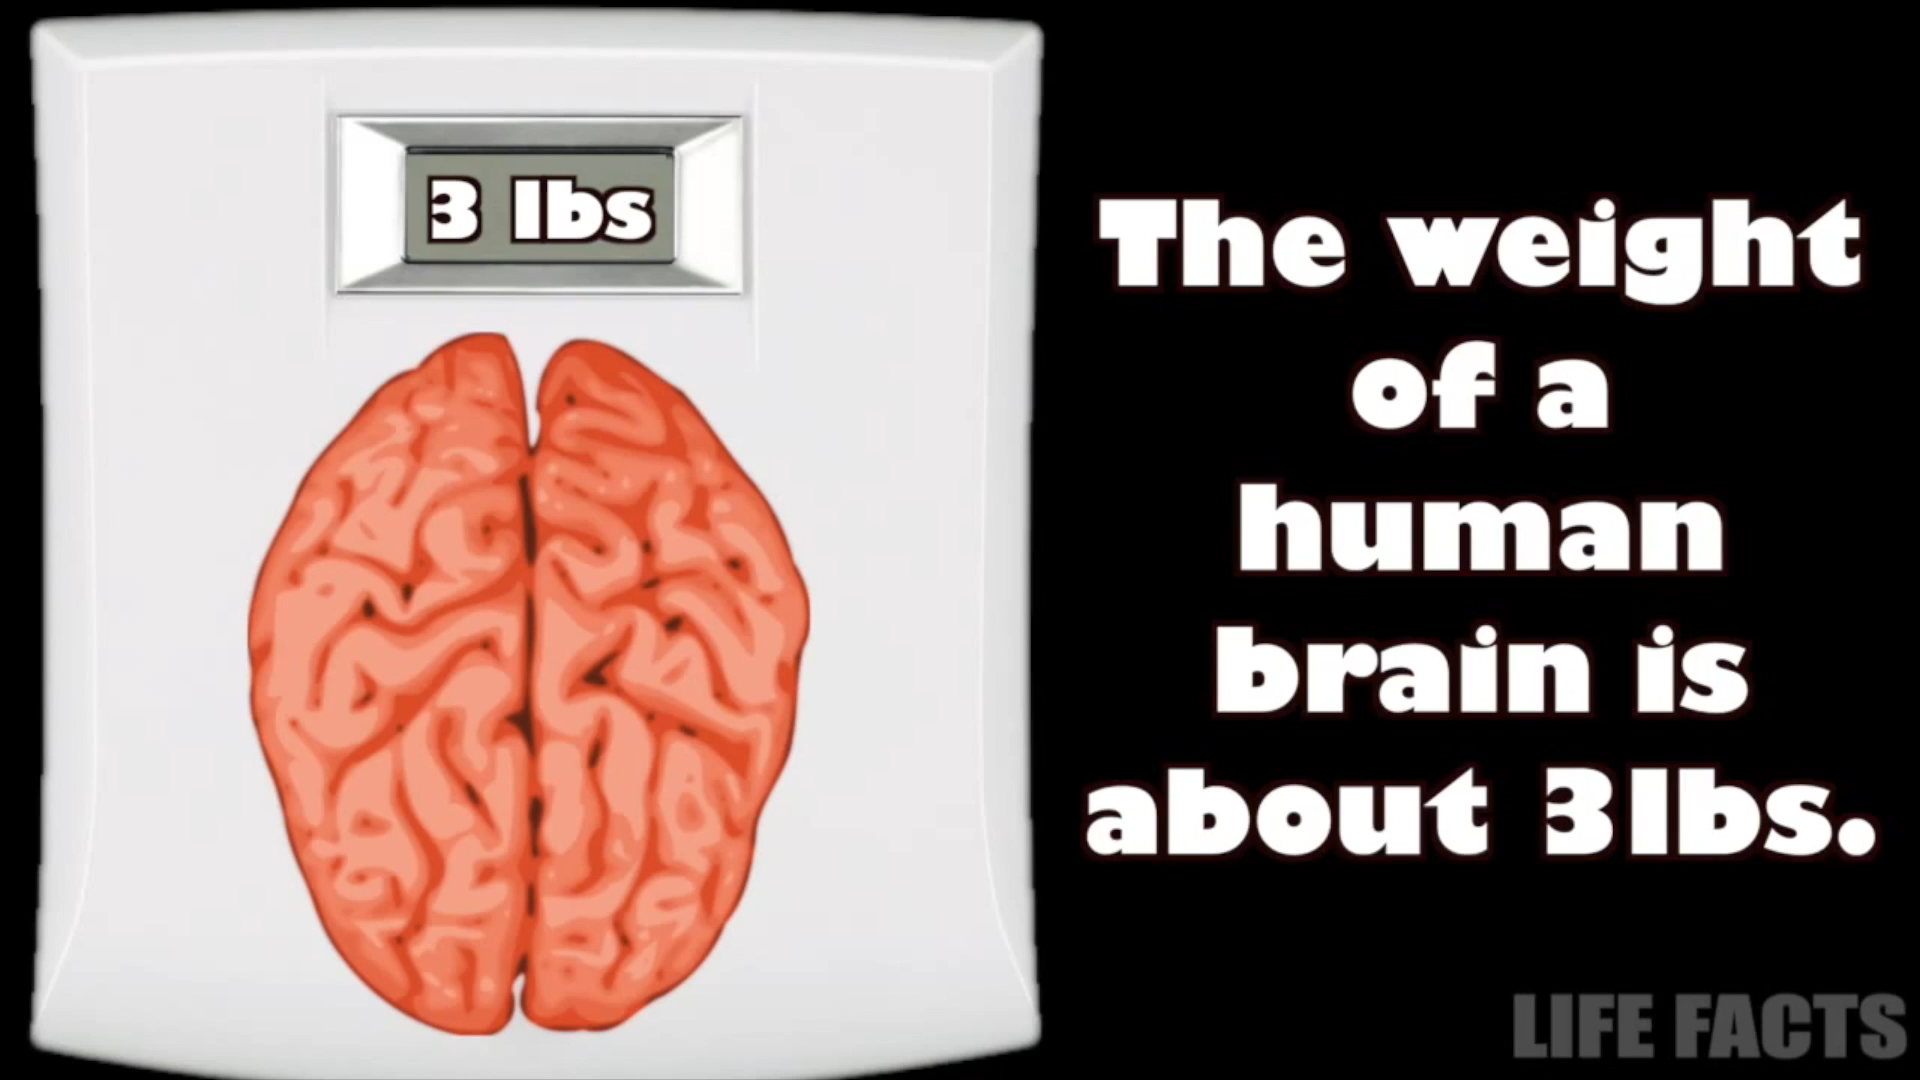 3 lbs
The weight
of a
human
brain is
about 3lbs.
LIFE FACTS